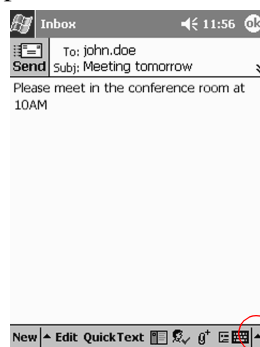 Inbox 11:56 ok
To: john.doe
Send Subj: Meeting tomorrow
Please meet in the conference room at
10AM
New Edit QuickText